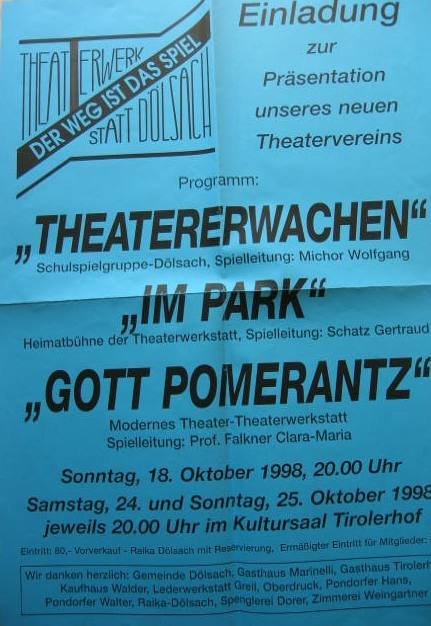 THEATERWERK
DER WEG IST DAS SPIEL
STATT DÖLSACH
Einladung
zur
Präsentation
unseres neuen
Theatervereins
Programm:
„THEATERERWACHEN“
Schulspielgruppe-Dölsach, Spielleitung: Michor Wolfgang
„IM PARK“
Heimatbühne der Theaterwerkstatt, Spielleitung: Schatz Gertraud
„GOTT POMERANTZ“
Modernes Theater-Theaterwerkstatt
Spielleitung: Prof. Falkner Clara-Maria
Sonntag, 18. Oktober 1998, 20.00 Uhr
Samstag, 24. und Sonntag, 25. Oktober 1998
jeweils 20.00 Uhr im Kultursaal Tirolerhof
Eintritt: 80,- Vorverkauf - Raika Dölsach mit Reservierung, Ermäßigter Eintritt für Mitglieder:
Wir danken herzlich: Gemeinde Dölsach, Gasthaus Marinelli, Gasthaus Tirolerh
Kaufhaus Walder, Lederwerkstatt Greil, Oberdruck, Pondorfer Hans,
Pondorfer Walter, Raika-Dölsach, Spenglerei Dorer, Zimmerei Weingartner